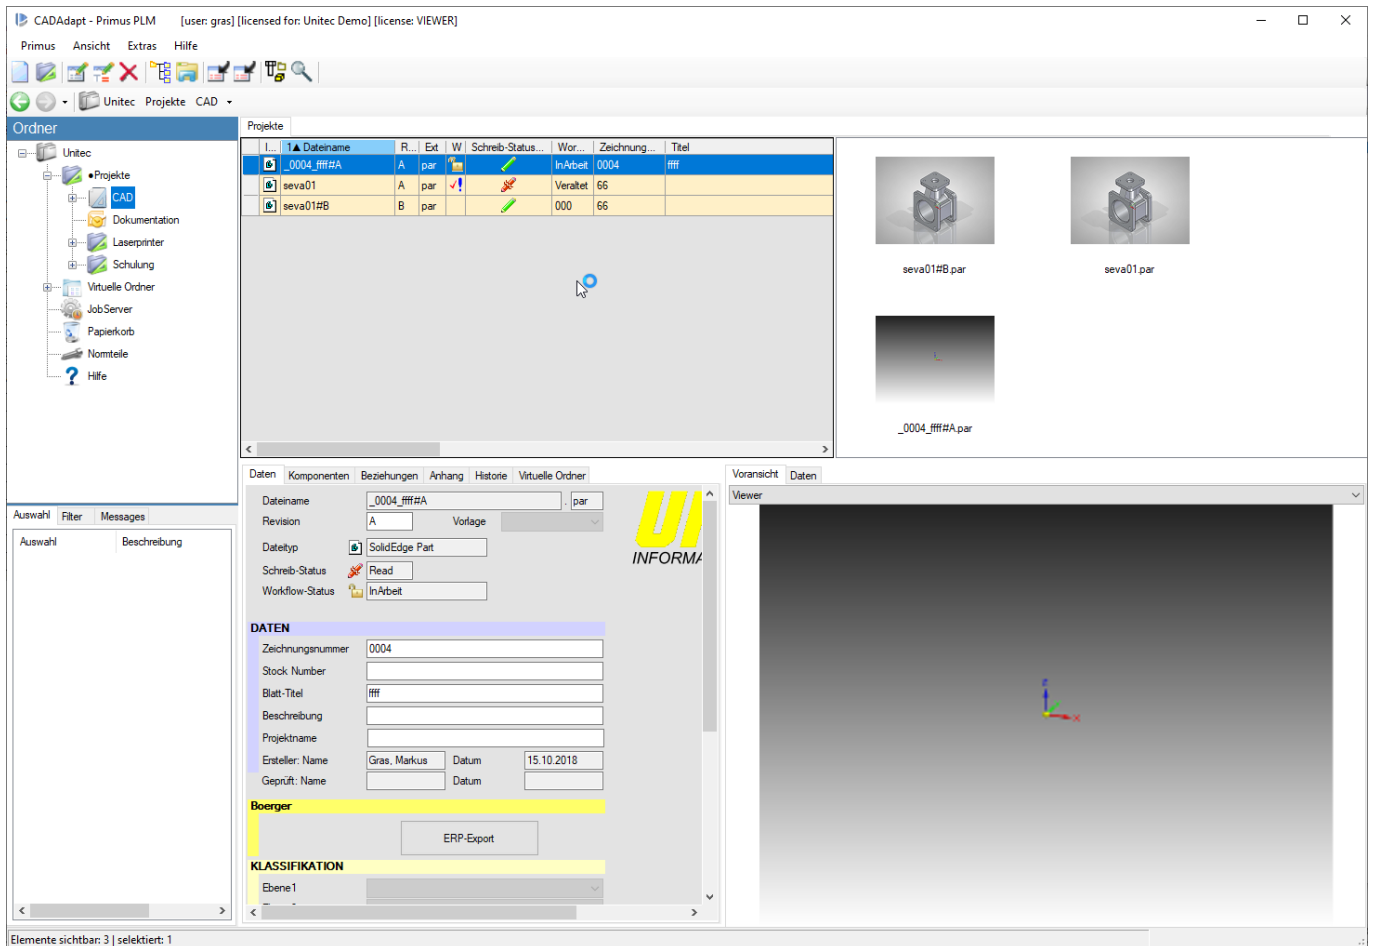 CADAdapt - Primus PLM [user: gras] [licensed for: Unitec Demo] [license: VIEWER]
Primus Ansicht Extras Hilfe
Unitec Projekte CAD
Ordner
Unitec
•Projekte
CAD
Dokumentation
Laserprinter
Schulung
Virtuelle Ordner
JobServer
Papierkorb
Normteile
Hilfe
Projekte
I... 1▲ Dateiname R... Ext W Schreib-Status... Wor... Zeichnung... Titel
_0004_ffff#A A par InArbeit 0004 ffff
seva01 A par Veraltet 66
seva01#B B par 000 66
seva01#B.par seva01.par
_0004_ffff#A.par
Auswahl Filter Messages
Auswahl Beschreibung
Daten Komponenten Beziehungen Anhang Historie Virtuelle Ordner
Dateiname _0004_ffff#A . par
Revision A Vorlage
Dateityp SolidEdge Part
Schreib-Status Read
Workflow-Status InArbeit
INFORM
DATEN
Zeichnungsnummer 0004
Stock Number
Blatt-Titel ffff
Beschreibung
Projektname
Ersteller: Name Gras, Markus Datum 15.10.2018
Geprüft: Name Datum
Boerger
ERP-Export
KLASSIFIKATION
Ebene1
Voransicht Daten
Viewer
z
x
Elemente sichtbar: 3 | selektiert: 1